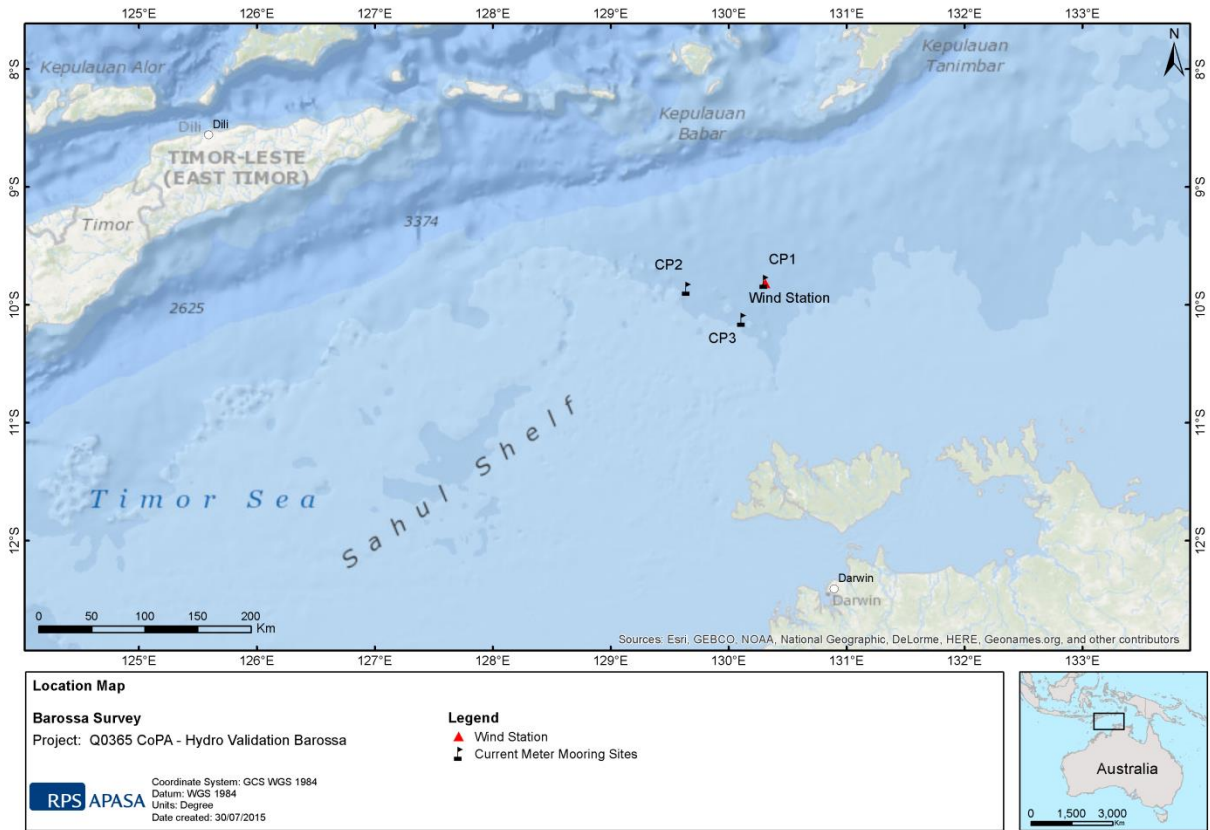 125°E 126°E 127°E 128°E 129°E 130°E 131°E 132°E 133°E
N
8°S 8°S
Kepulauan Alor
Kepulauan
Tanimbar
Kepulauan
Babar
Dili Dili
TIMOR-LESTE
(EAST TIMOR)
9°S 9°S
Timor
3374
CP2
CP1
Wind Station
2625
10°S 10°S
CP3
11°S 11°S
Sahul Shelf
Timor Sea
12°S 12°S
Darwin
Darwin
0 50 100 150 200
Km
Sources: Esri, GEBCO, NOAA, National Geographic, DeLorme, HERE, Geonames.org, and other contributors
125°E 126°E 127°E 128°E 129°E 130°E 131°E 132°E 133°E
Location Map
Barossa Survey
Project: Q0365 CoPA - Hydro Validation Barossa
Legend
Wind Station
Current Meter Mooring Sites
RPS APASA
Coordinate System: GCS WGS 1984
Datum: WGS 1984
Units: Degree
Date created: 30/07/2015
Australia
0 1,500 3,000
Km